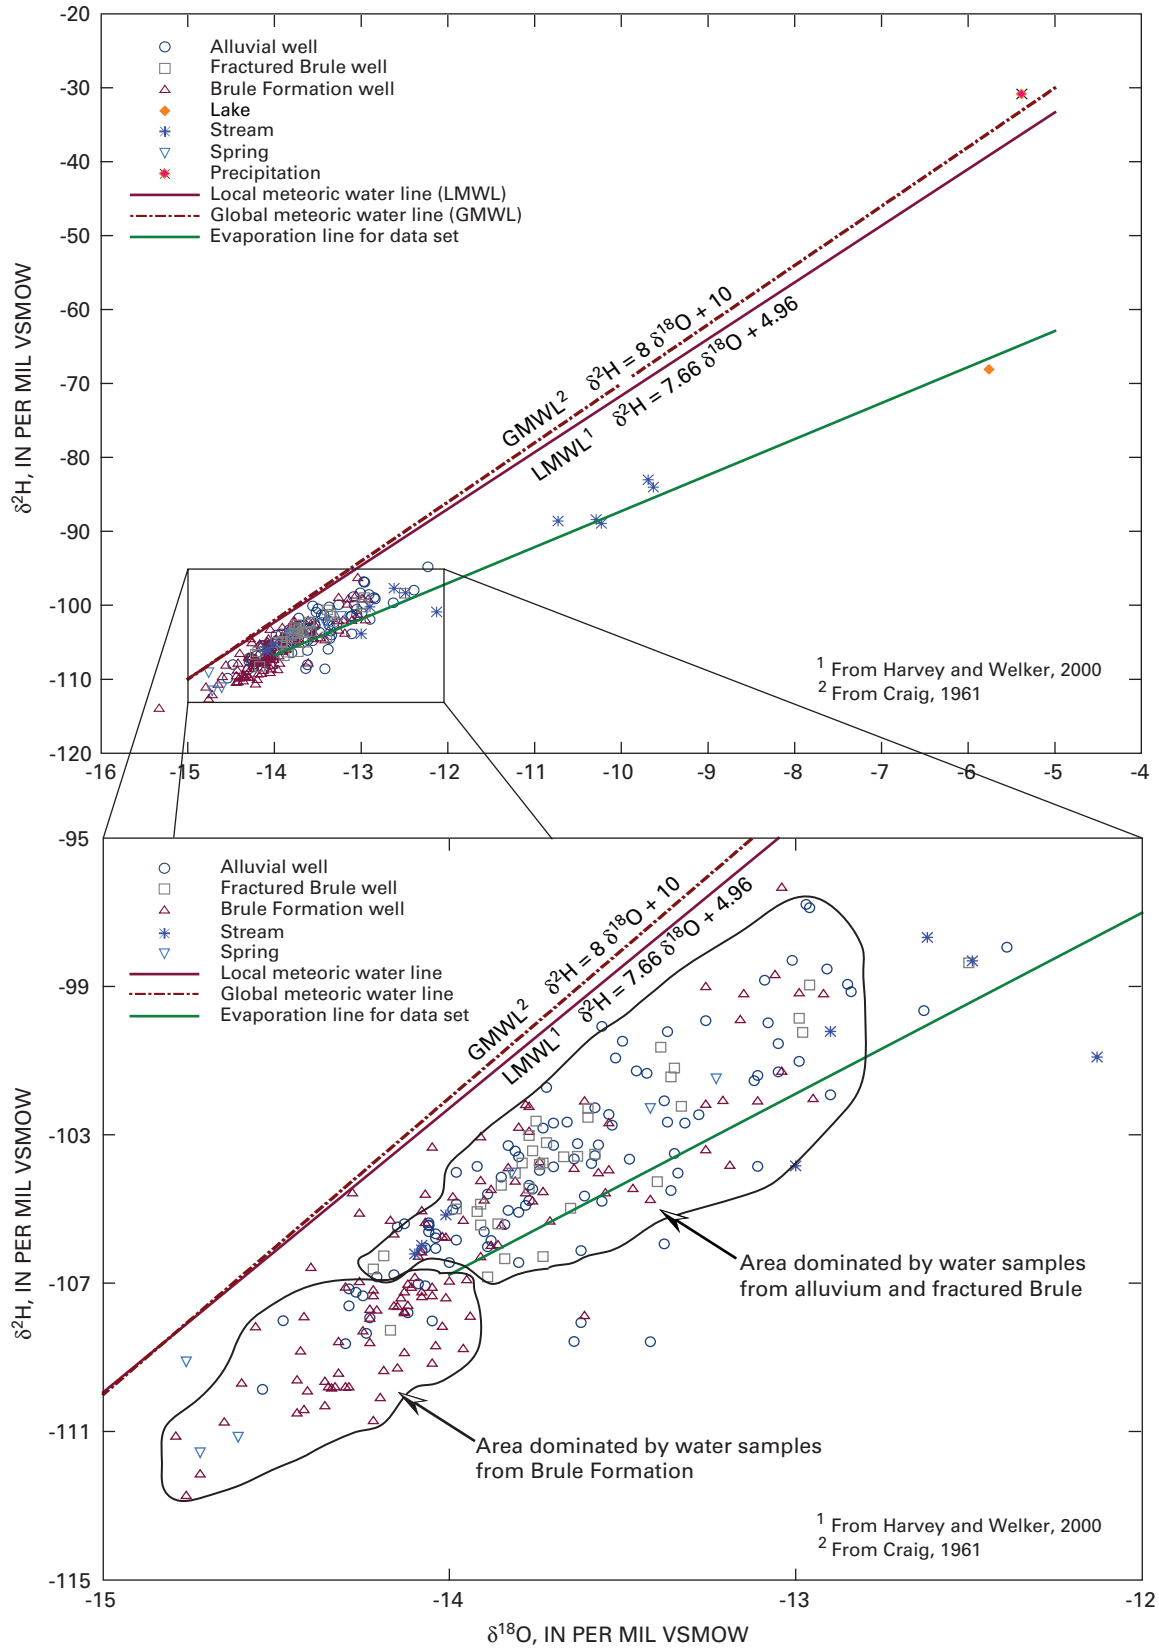 -20
-30
-40
-50
-60
-70
-80
-90
-100
-110
-120
δ²H, IN PER MIL VSMOW
Alluvial well
Fractured Brule well
Brule Formation well
Lake
Stream
Spring
Precipitation
Local meteoric water line (LMWL)
Global meteoric water line (GMWL)
Evaporation line for data set
GMWL² δ²H = 8 δ¹⁸O + 10
LMWL¹ δ²H = 7.66 δ¹⁸O + 4.96
¹ From Harvey and Welker, 2000
² From Craig, 1961
-16 -15 -14 -13 -12 -11 -10 -9 -8 -7 -6 -5 -4
-95
-99
-103
-107
-111
-115
δ²H, IN PER MIL VSMOW
Alluvial well
Fractured Brule well
Brule Formation well
Stream
Spring
Local meteoric water line
Global meteoric water line
Evaporation line for data set
GMWL² δ²H = 8 δ¹⁸O + 10
LMWL¹ δ²H = 7.66 δ¹⁸O + 4.96
Area dominated by water samples
from alluvium and fractured Brule
Area dominated by water samples
from Brule Formation
¹ From Harvey and Welker, 2000
² From Craig, 1961
-15 -14 -13 -12
δ¹⁸O, IN PER MIL VSMOW